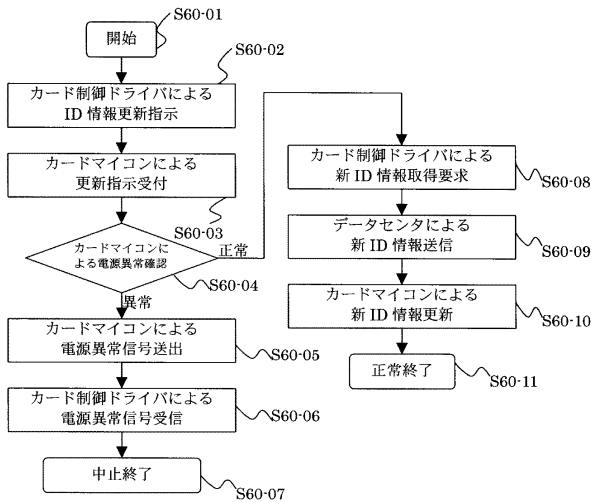 S60-01
開始
S60-02
カード制御ドライバによる
ID 情報更新指示
カードマイコンによる
更新指示受付
S60-03
カードマイコンに
よる電源異常確認
正常
S60-04
異常
カードマイコンによる
電源異常信号送出
S60-05
カード制御ドライバによる
電源異常信号受信
S60-06
中止終了
S60-07
カード制御ドライバによる
新 ID 情報取得要求
S60-08
データセンタによる
新 ID 情報送信
S60-09
カードマイコンによる
新 ID 情報更新
S60-10
正常終了
S60-11